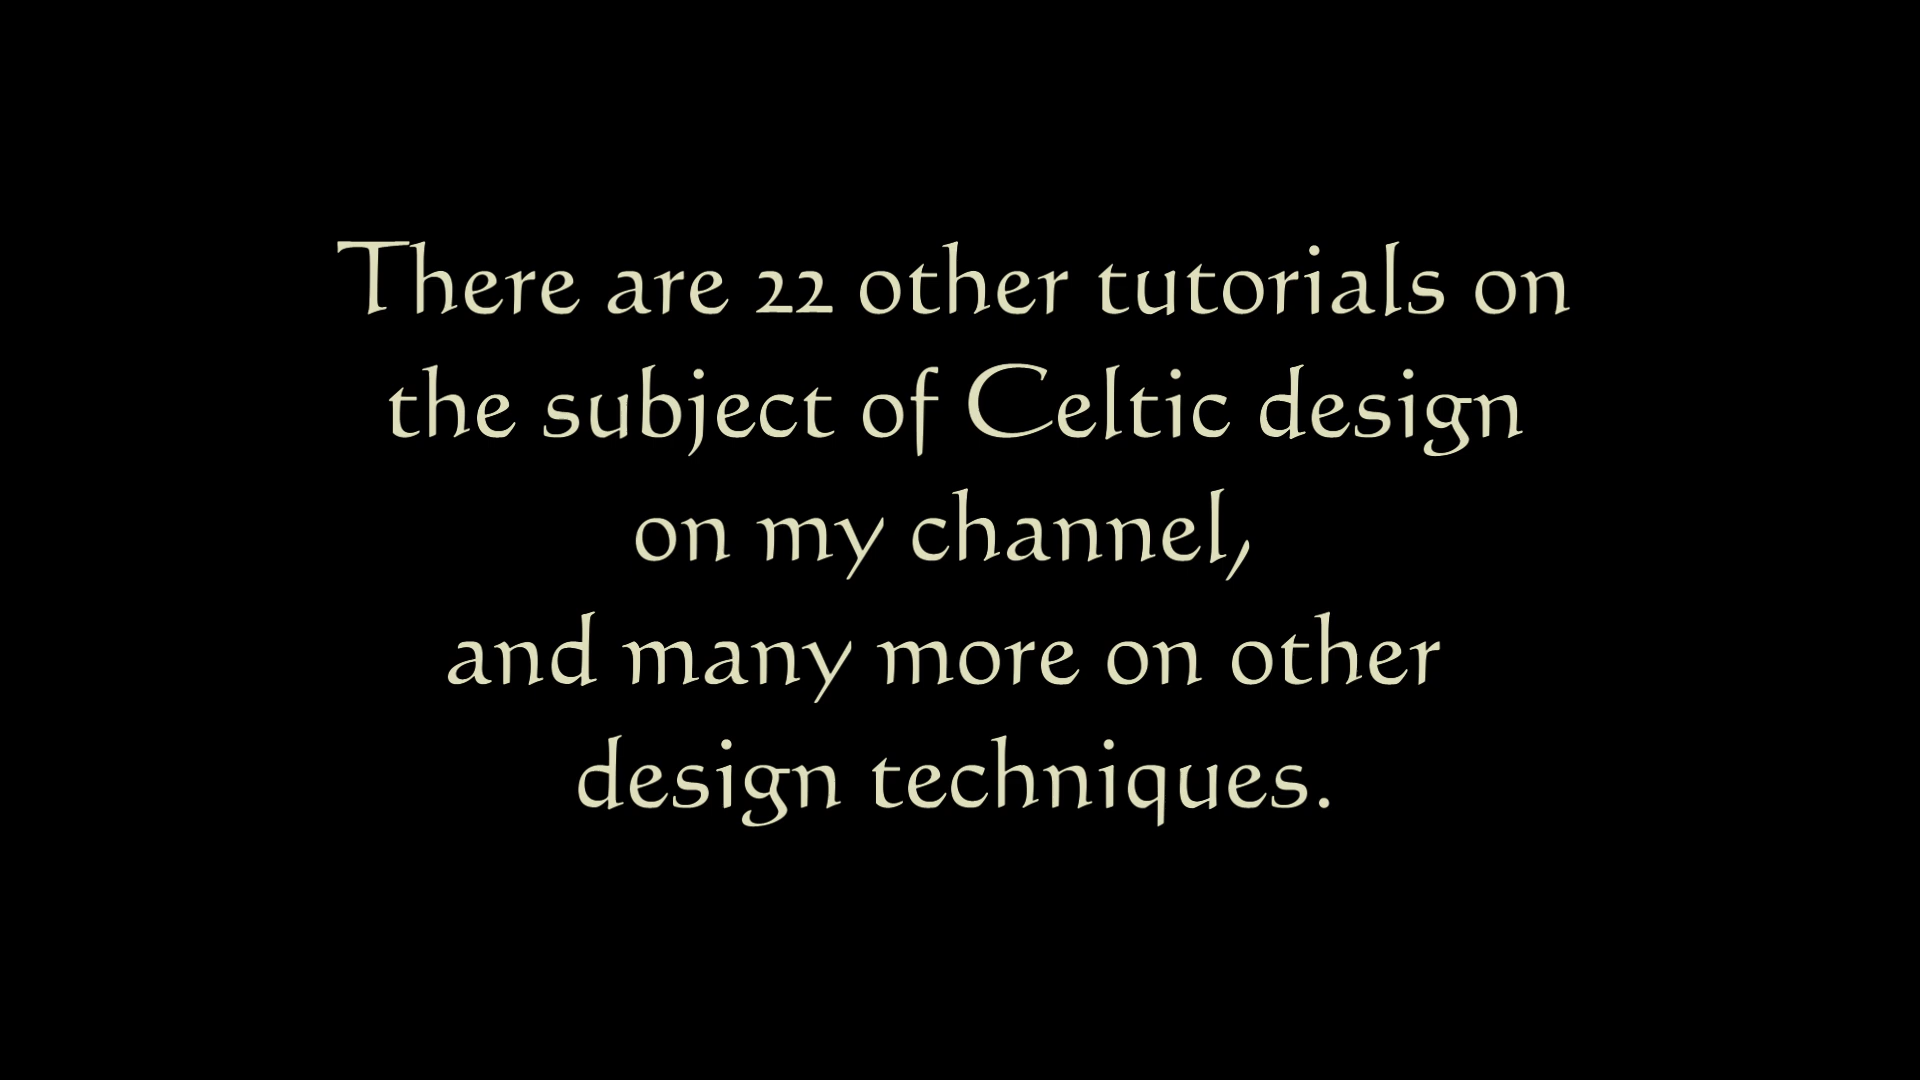 There are 22 other tutorials on
the subject of Celtic design
on my channel,
and many more on other
design techniques.